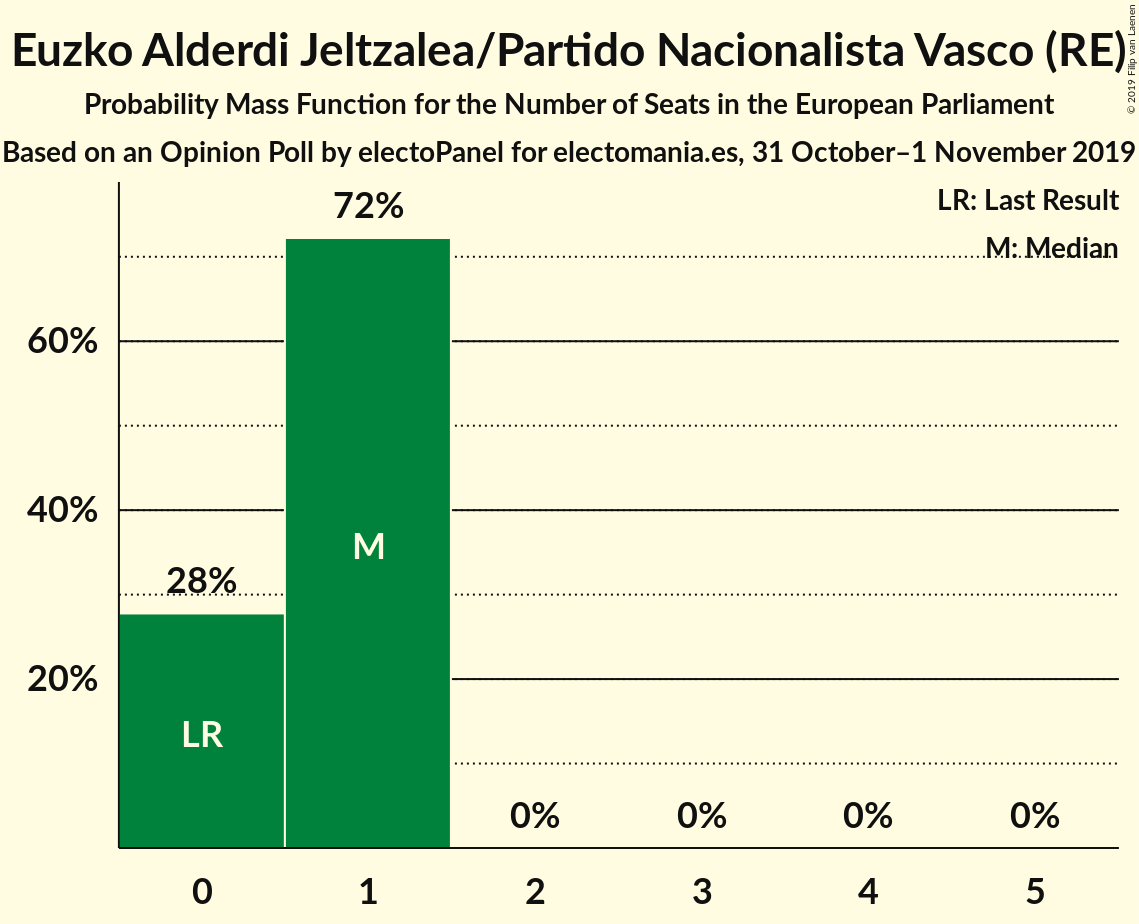 Euzko Alderdi Jeltzalea/Partido Nacionalista Vasco (RE)
© 2019 Filip van Laenen
Probability Mass Function for the Number of Seats in the European Parliament
Based on an Opinion Poll by electoPanel for electomania.es, 31 October–1 November 2019
LR: Last Result
M: Median
72%
60%
40%
M
28%
20%
LR
0% 0% 0% 0%
0 1 2 3 4 5